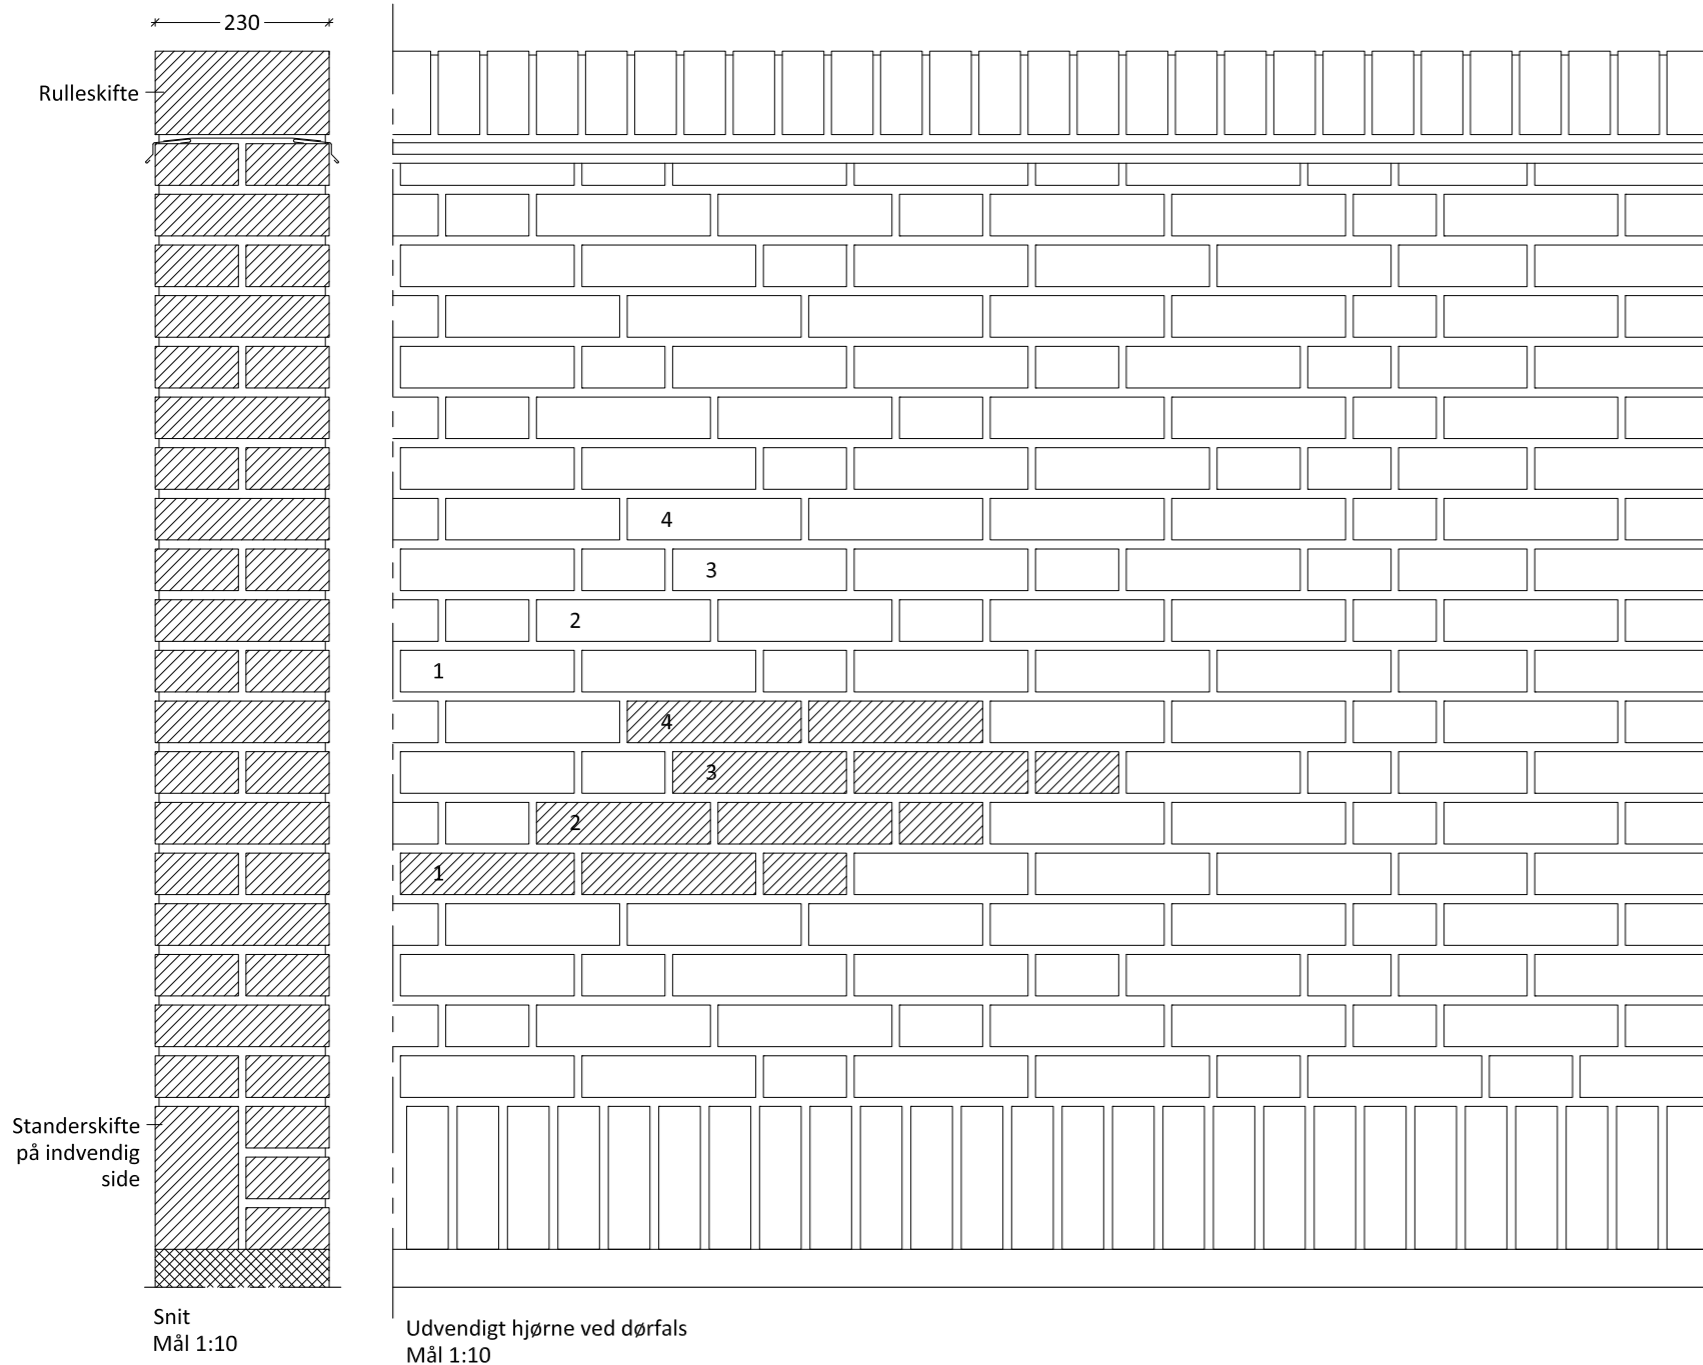 230
Rulleskifte
4
3
2
1
4
3
2
1
Standerskifte
på indvendig
side
Snit
Mål 1:10
Udvendigt hjørne ved dørfals
Mål 1:10